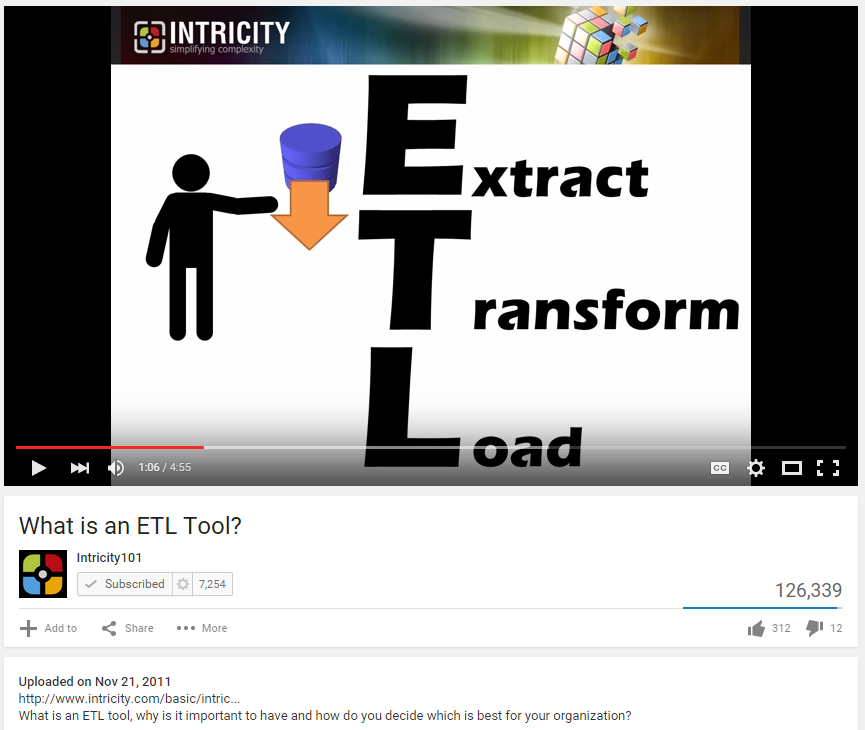 INTRICITY
simplifying complexity
Extract
Transform
Load
1:06 / 4:55
CC
What is an ETL Tool?
Intricity101
Subscribed 7,254
126,339
Add to Share More 312 12
Uploaded on Nov 21, 2011
http://www.intricity.com/basic/intric...
What is an ETL tool, why is it important to have and how do you decide which is best for your organization?